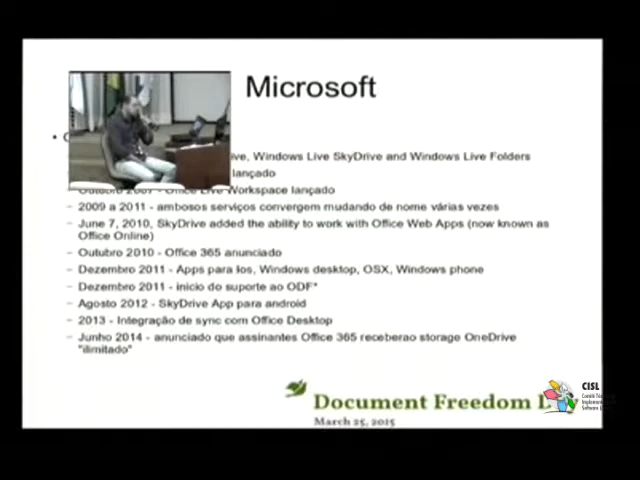 Microsoft
ive, Windows Live SkyDrive and Windows Live Folders
lançado
Outubro 2007 - Office Live Workspace lançado
– 2009 a 2011 - ambosos serviços convergem mudando de nome várias vezes
– June 7, 2010, SkyDrive added the ability to work with Office Web Apps (now known as
Office Online)
– Outubro 2010 - Office 365 anunciado
– Dezembro 2011 - Apps para Ios, Windows desktop, OSX, Windows phone
– Dezembro 2011 - inicio do suporte ao ODF*
– Agosto 2012 - SkyDrive App para android
– 2013 - Integração de sync com Office Desktop
– Junho 2014 - anunciado que assinantes Office 365 receberao storage OneDrive
"ilimitado"
Document Freedom D y
March 25, 2015
CISL